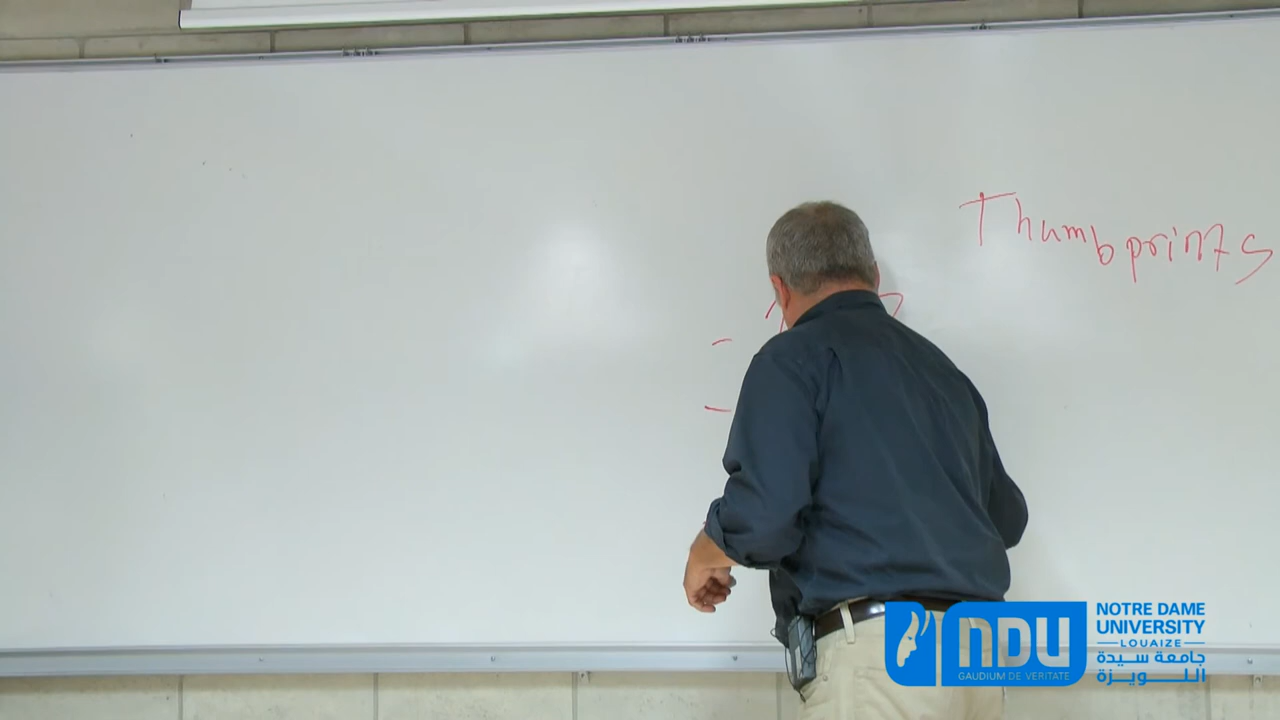 Thumbprints
-
-
NOTRE DAME
UNIVERSITY
LOUAIZE
جامعة سيدة
اللويزة
NDU
GAUDIUM DE VERITATE